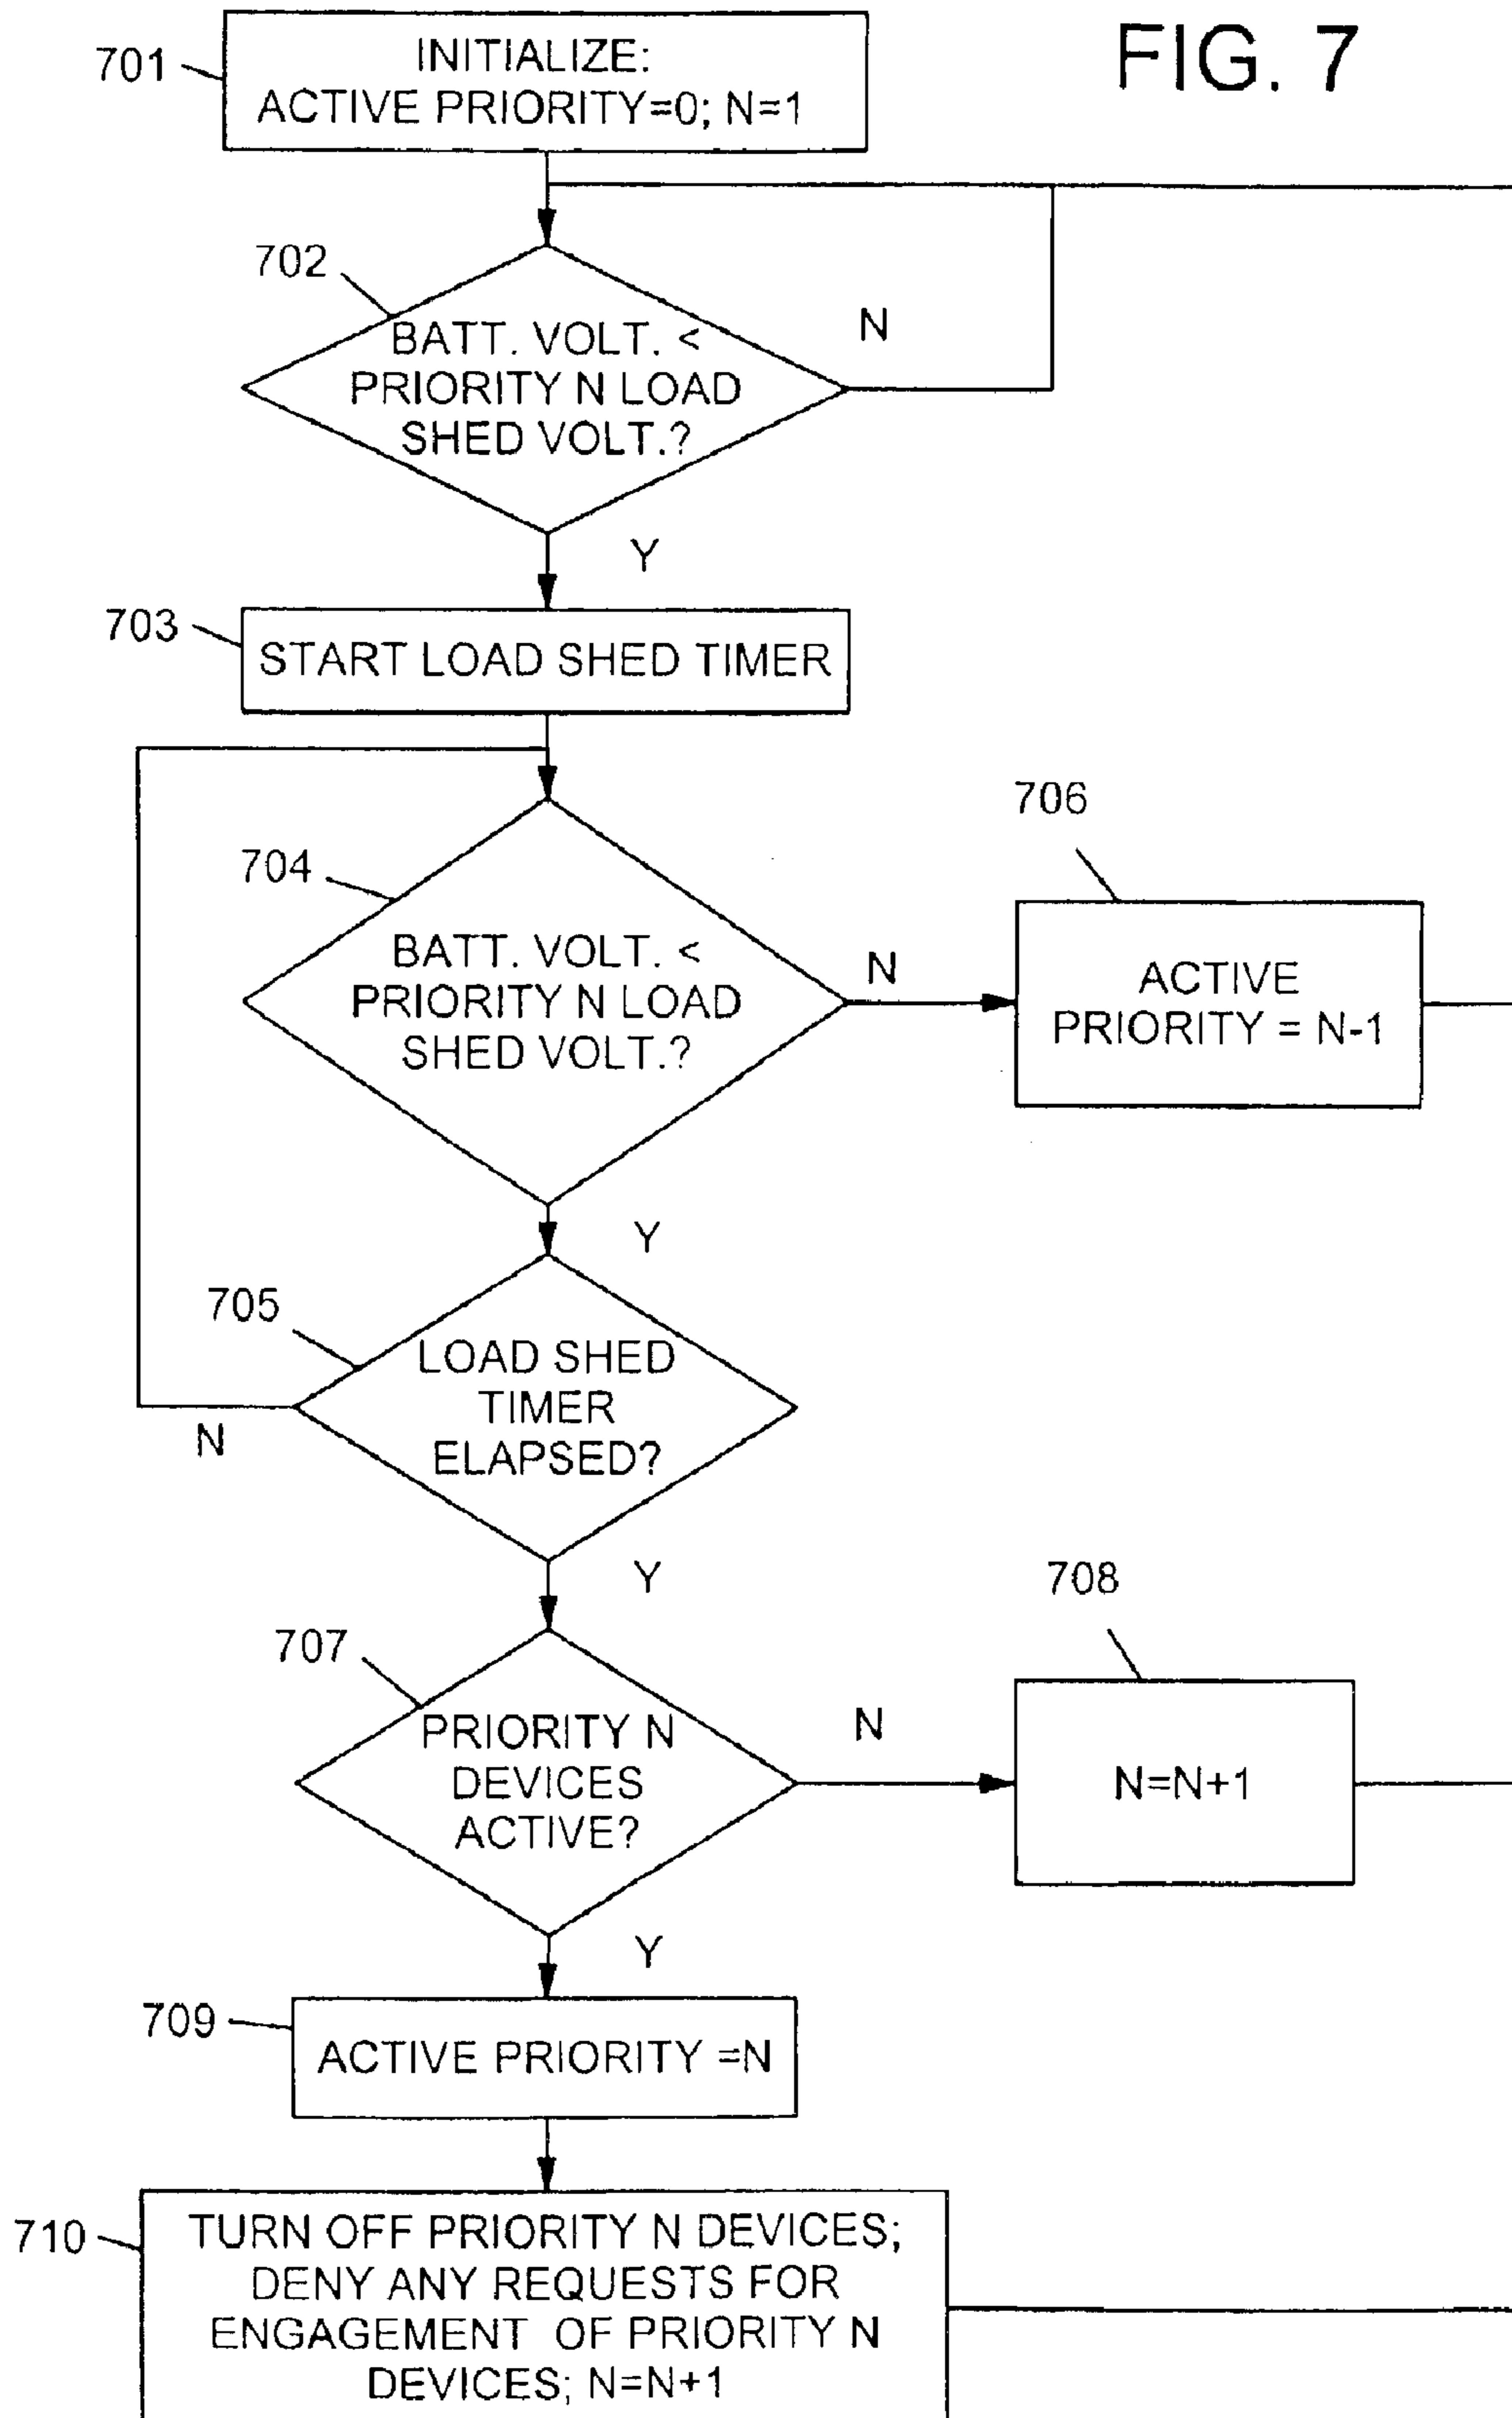 FIG. 7
701
INITIALIZE:
ACTIVE PRIORITY=0; N=1
702
BATT. VOLT. <
PRIORITY N LOAD
SHED VOLT.?
N
Y
703
START LOAD SHED TIMER
704
BATT. VOLT. <
PRIORITY N LOAD
SHED VOLT.?
N
706
ACTIVE
PRIORITY = N-1
Y
705
LOAD SHED
TIMER
ELAPSED?
N
Y
707
PRIORITY N
DEVICES
ACTIVE?
N
708
N=N+1
Y
709
ACTIVE PRIORITY =N
710
TURN OFF PRIORITY N DEVICES;
DENY ANY REQUESTS FOR
ENGAGEMENT OF PRIORITY N
DEVICES; N=N+1